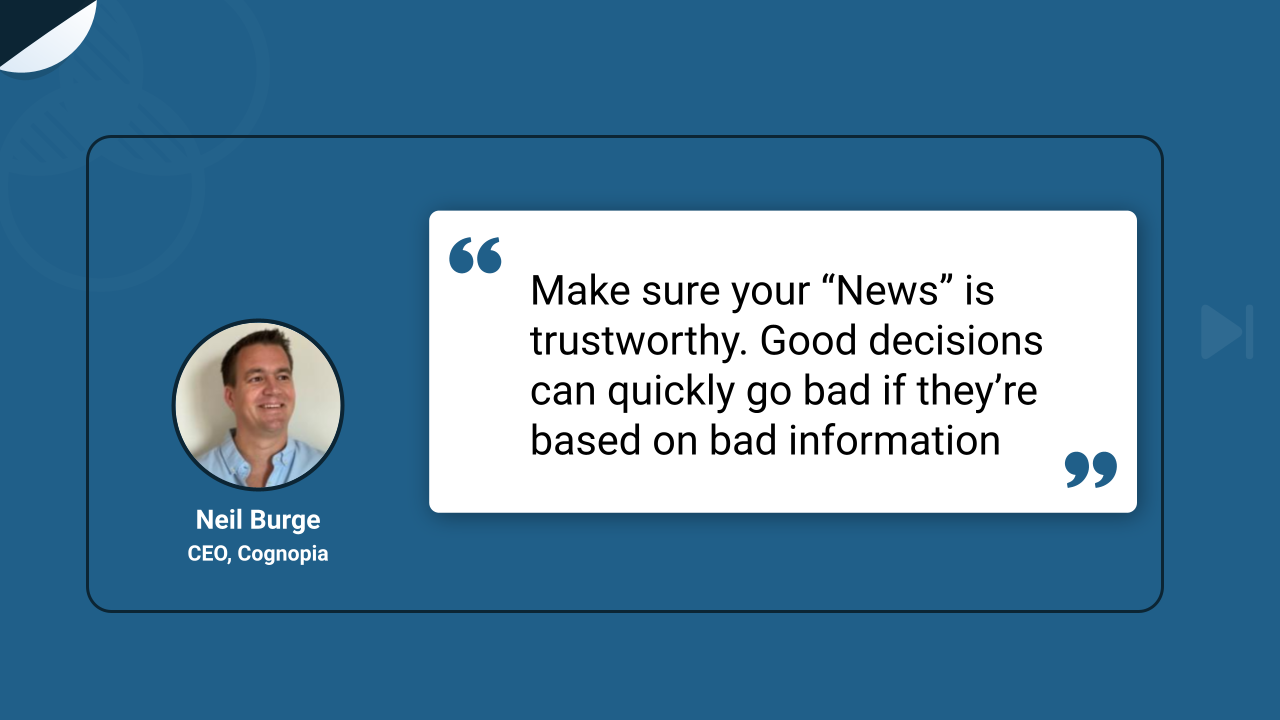 Make sure your “News” is
trustworthy. Good decisions
can quickly go bad if they’re
based on bad information
Neil Burge
CEO, Cognopia